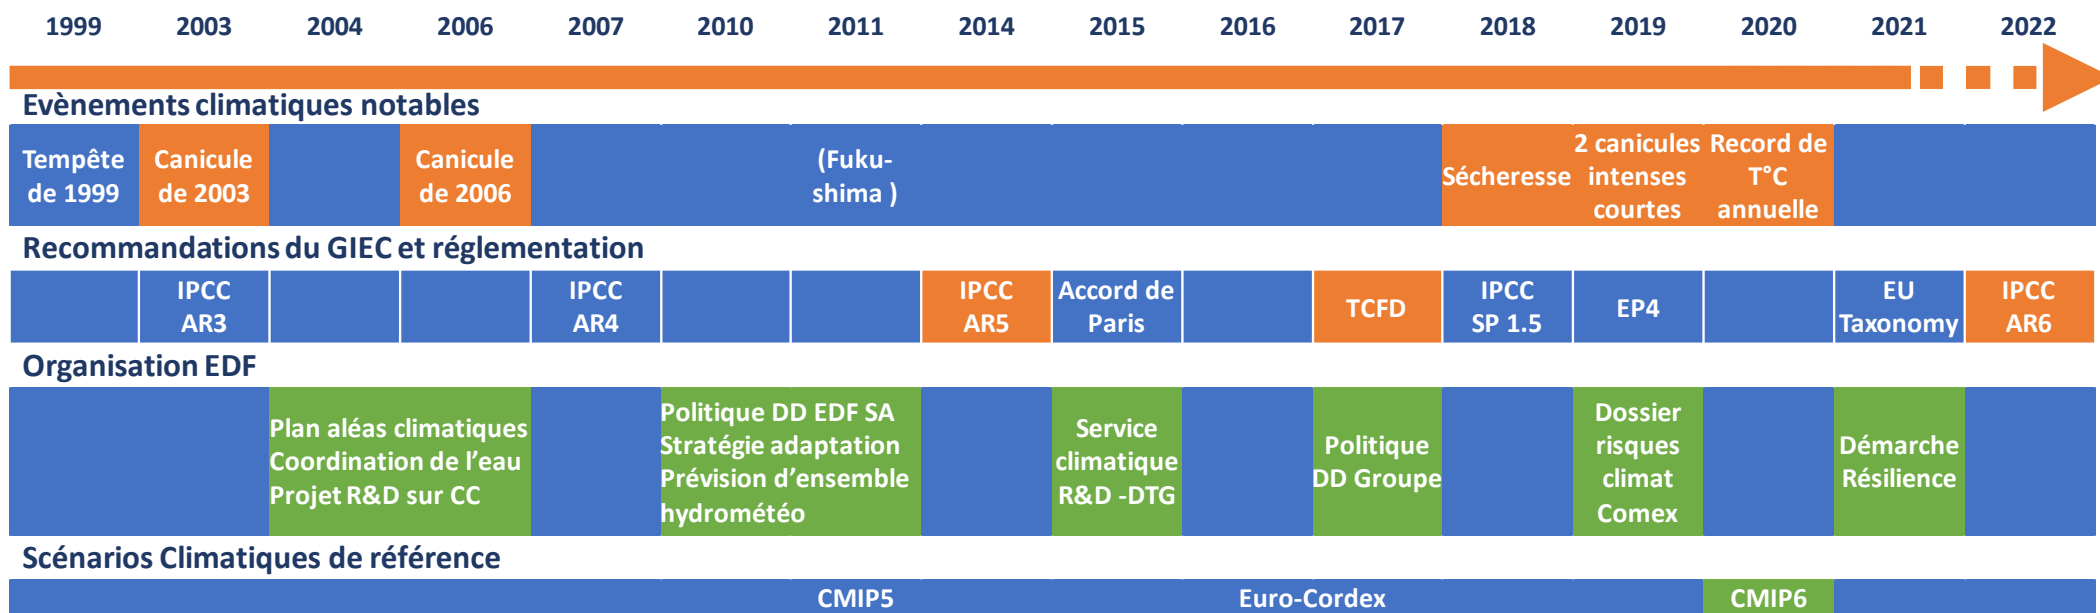 1999 2003 2004 2006 2007 2010 2011 2014 2015 2016 2017 2018 2019 2020 2021 2022
Evènements climatiques notables
Tempête
de 1999
Canicule
de 2003
Canicule
de 2006
(Fuku-
shima )
Sécheresse
2 canicules
intenses
courtes
Record de
T°C
annuelle
Recommandations du GIEC et réglementation
IPCC
AR3
IPCC
AR4
IPCC
AR5
Accord de
Paris
TCFD
IPCC
SP 1.5
EP4
EU
Taxonomy
IPCC
AR6
Organisation EDF
Plan aléas climatiques
Coordination de l’eau
Projet R&D sur CC
Politique DD EDF SA
Stratégie adaptation
Prévision d’ensemble
hydrométéo
Service
climatique
R&D -DTG
Politique
DD Groupe
Dossier
risques
climat
Comex
Démarche
Résilience
Scénarios Climatiques de référence
CMIP5 Euro-Cordex CMIP6